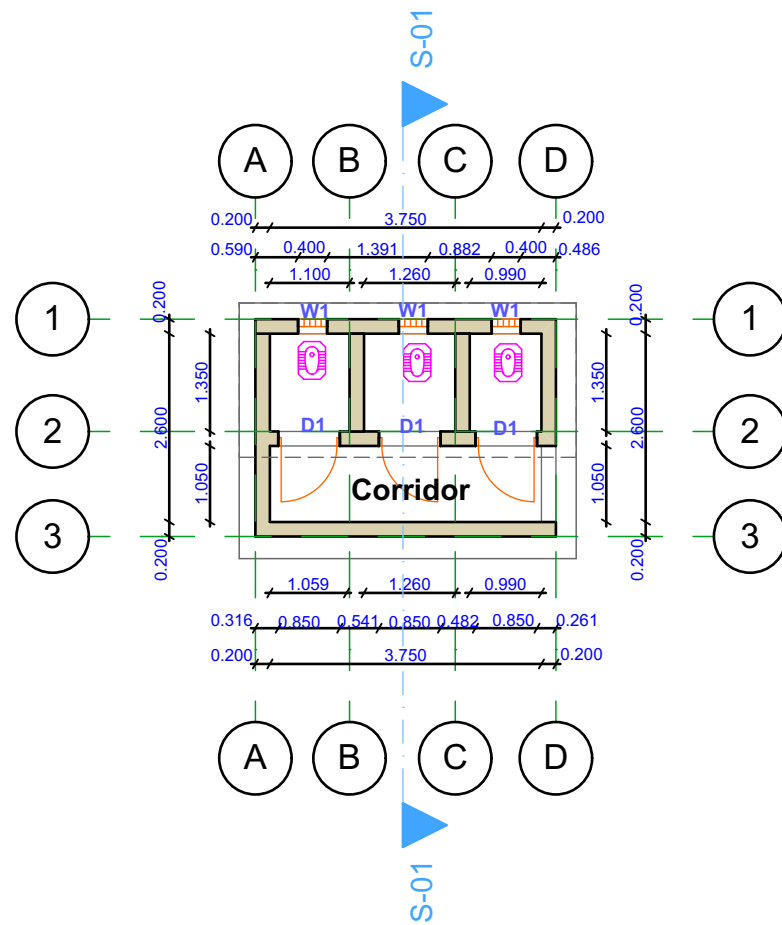 S-01
A B C D
0.200 3.750 0.200
0.590 0.400 1.391 0.882 0.400 0.486
1.100 1.260 0.990
1 0.200 W1 W1 W1 0.200 1
1.350 1.350
2 2.600 D1 D1 D1 2.600 2
1.050 Corridor 1.050
3 0.200 0.200 3
1.059 1.260 0.990
0.316 0.850 0.541 0.850 0.482 0.850 0.261
0.200 3.750 0.200
A B C D
S-01